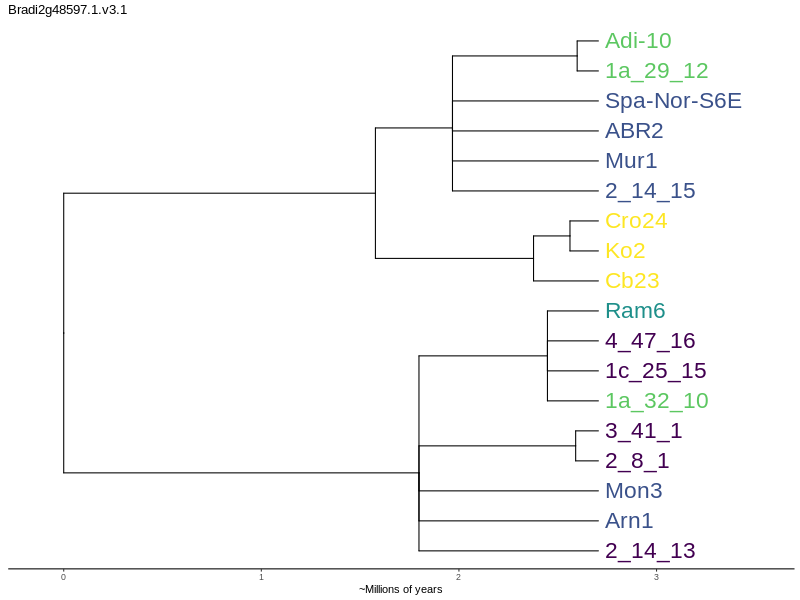 Bradi2g48597.1.v3.1
Adi-10
1a_29_12
Spa-Nor-S6E
ABR2
Mur1
2_14_15
Cro24
Ko2
Cb23
Ram6
4_47_16
1c_25_15
1a_32_10
3_41_1
2_8_1
Mon3
Arn1
2_14_13
0 1 2 3
~Millions of years